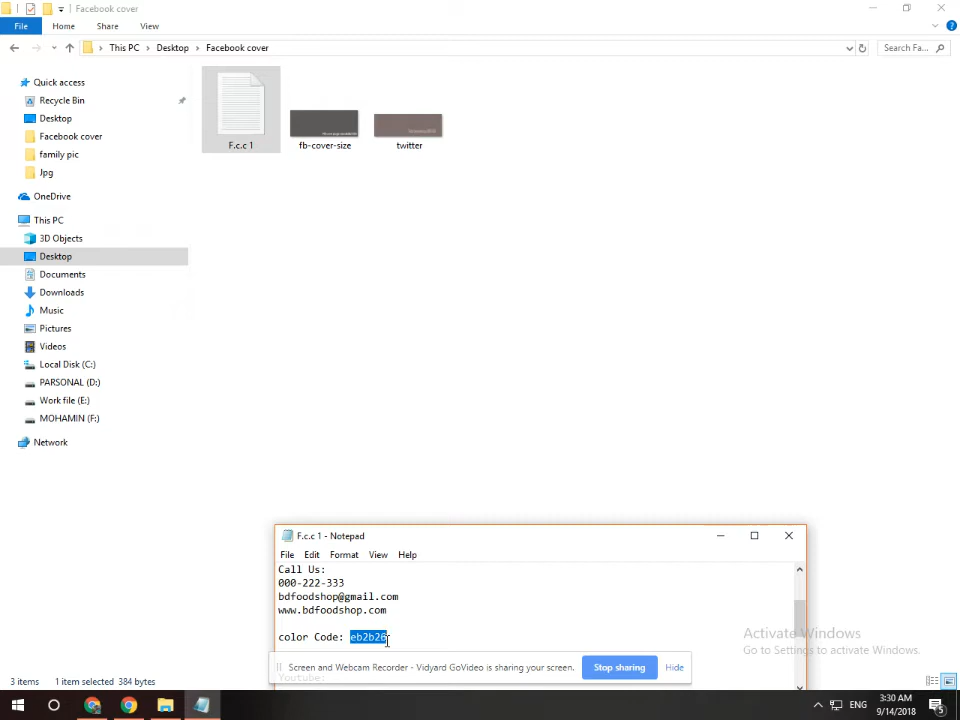 Facebook cover
File Home Share View
This PC Desktop Facebook cover
Search Fa...
Quick access
Recycle Bin
Desktop
Facebook cover
family pic
Jpg
OneDrive
This PC
3D Objects
Desktop
Documents
Downloads
Music
Pictures
Videos
Local Disk (C:)
PARSONAL (D:)
Work file (E:)
MOHAMIN (F:)
Network
F.c.c 1
fb-cover-size
twitter
F.c.c 1 - Notepad
File Edit Format View Help
Call Us:
000-222-333
bdfoodshop@gmail.com
www.bdfoodshop.com
color Code: eb2b26
Screen and Webcam Recorder - Vidyard GoVideo is sharing your screen. Stop sharing Hide
Youtube:
Activate Windows
Go to Settings to activate Windows.
3 items 1 item selected 384 bytes
ENG
3:30 AM
9/14/2018
5